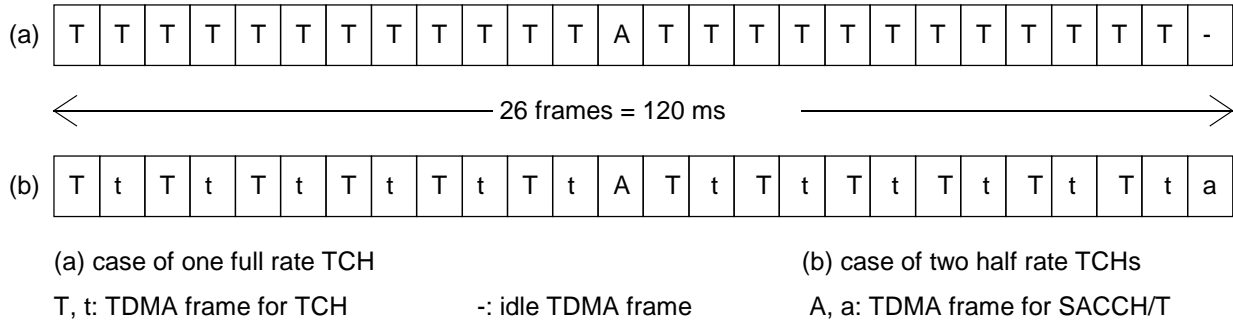 (a) T T T T T T T T T T T T A T T T T T T T T T T T T -
26 frames = 120 ms
(b) T t T t T t T t T t T t A T t T t T t T t T t T t a
(a) case of one full rate TCH (b) case of two half rate TCHs
T, t: TDMA frame for TCH -: idle TDMA frame A, a: TDMA frame for SACCH/T